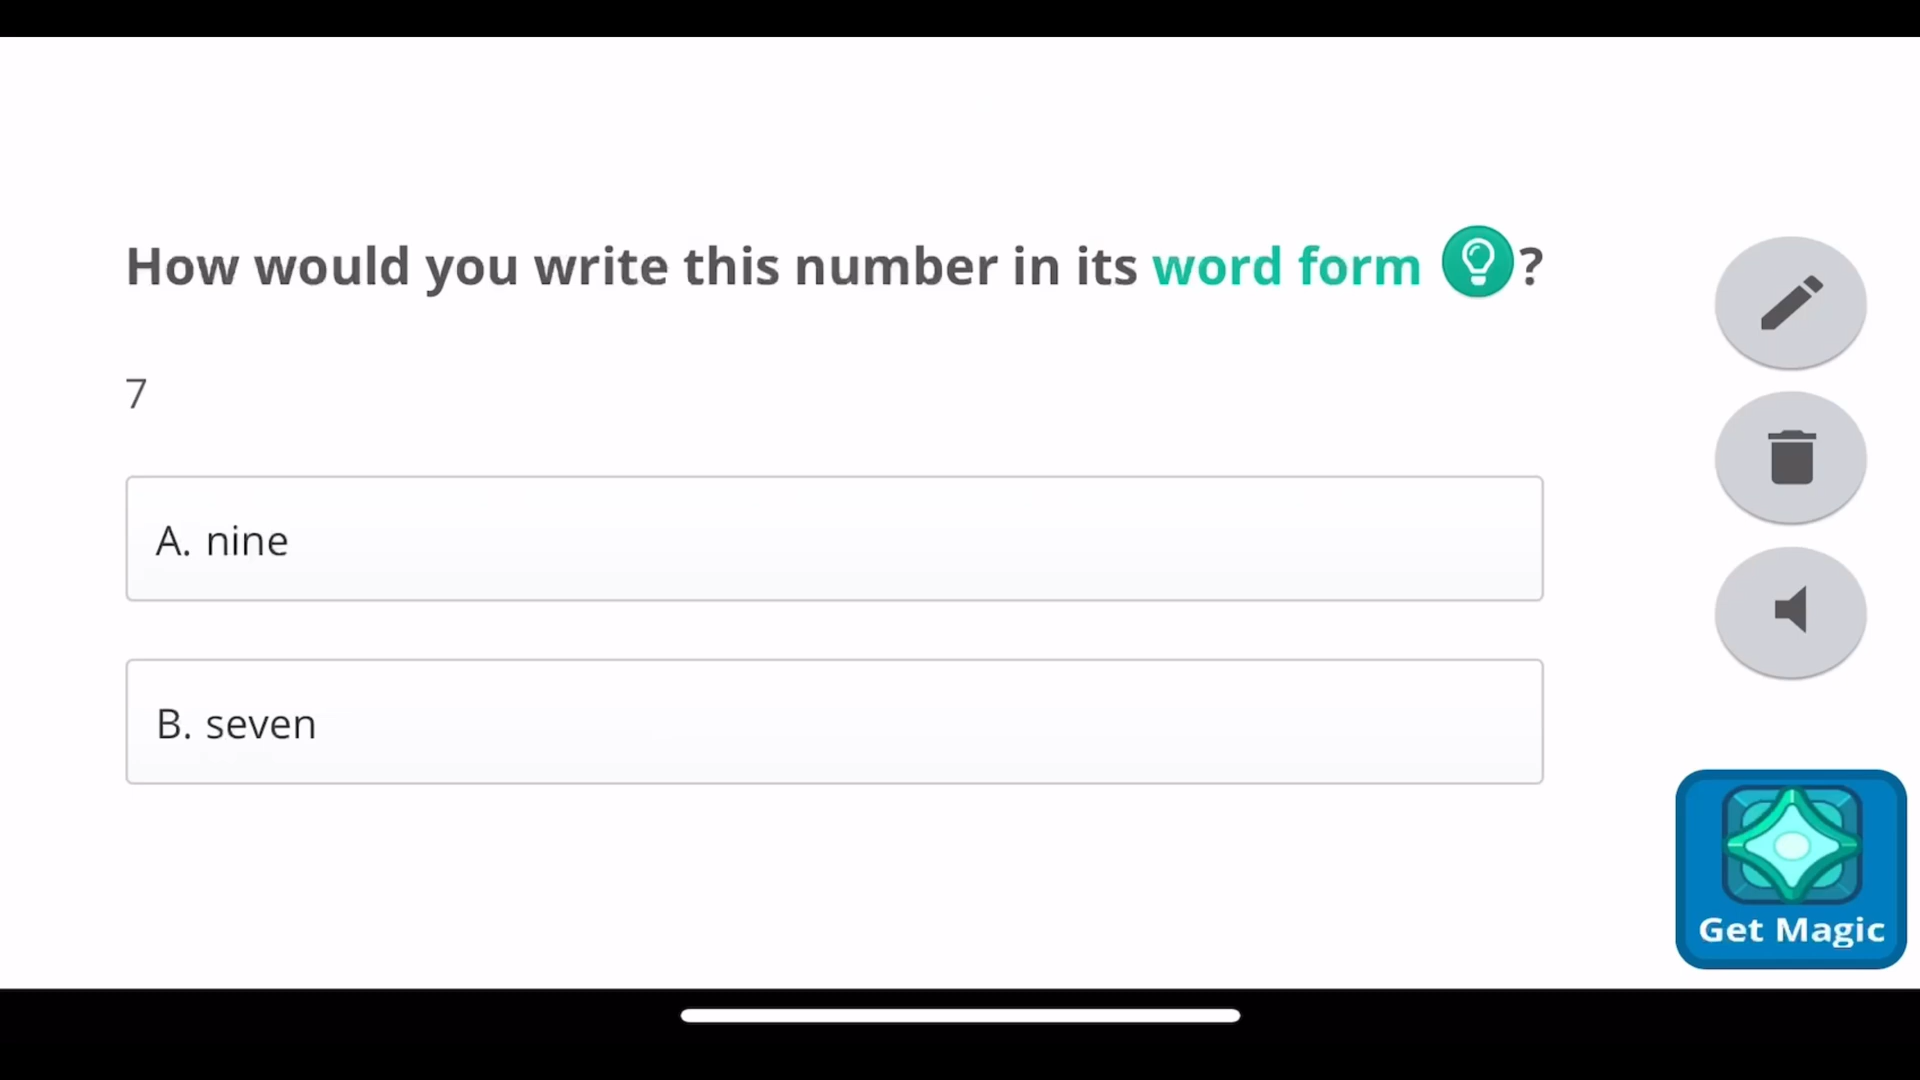 How would you write this number in its word form ?
7
A. nine
B. seven
Get Magic